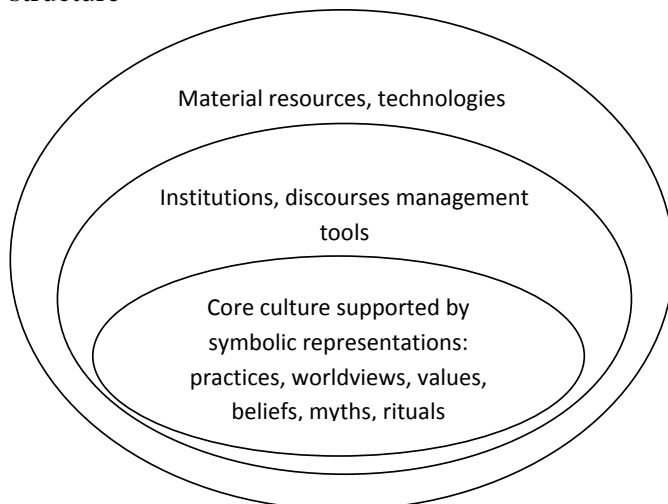 structure
Material resources, technologies
Institutions, discourses management
tools
Core culture supported by
symbolic representations:
practices, worldviews, values,
beliefs, myths, rituals